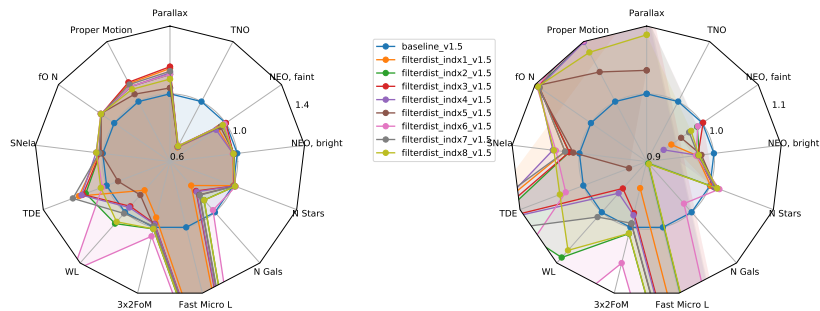 Parallax
TNO
NEO, faint
NEO, bright
N Stars
N Gals
Fast Micro L
3x2FoM
WL
TDE
SNeIa
fO N
Proper Motion
0.6
1.0
1.4
baseline_v1.5
filterdist_indx1_v1.5
filterdist_indx2_v1.5
filterdist_indx3_v1.5
filterdist_indx4_v1.5
filterdist_indx5_v1.5
filterdist_indx6_v1.5
filterdist_indx7_v1.5
filterdist_indx8_v1.5
Parallax
TNO
NEO, faint
NEO, bright
N Stars
N Gals
Fast Micro L
3x2FoM
WL
TDE
SNeIa
fO N
Proper Motion
0.9
1.0
1.1